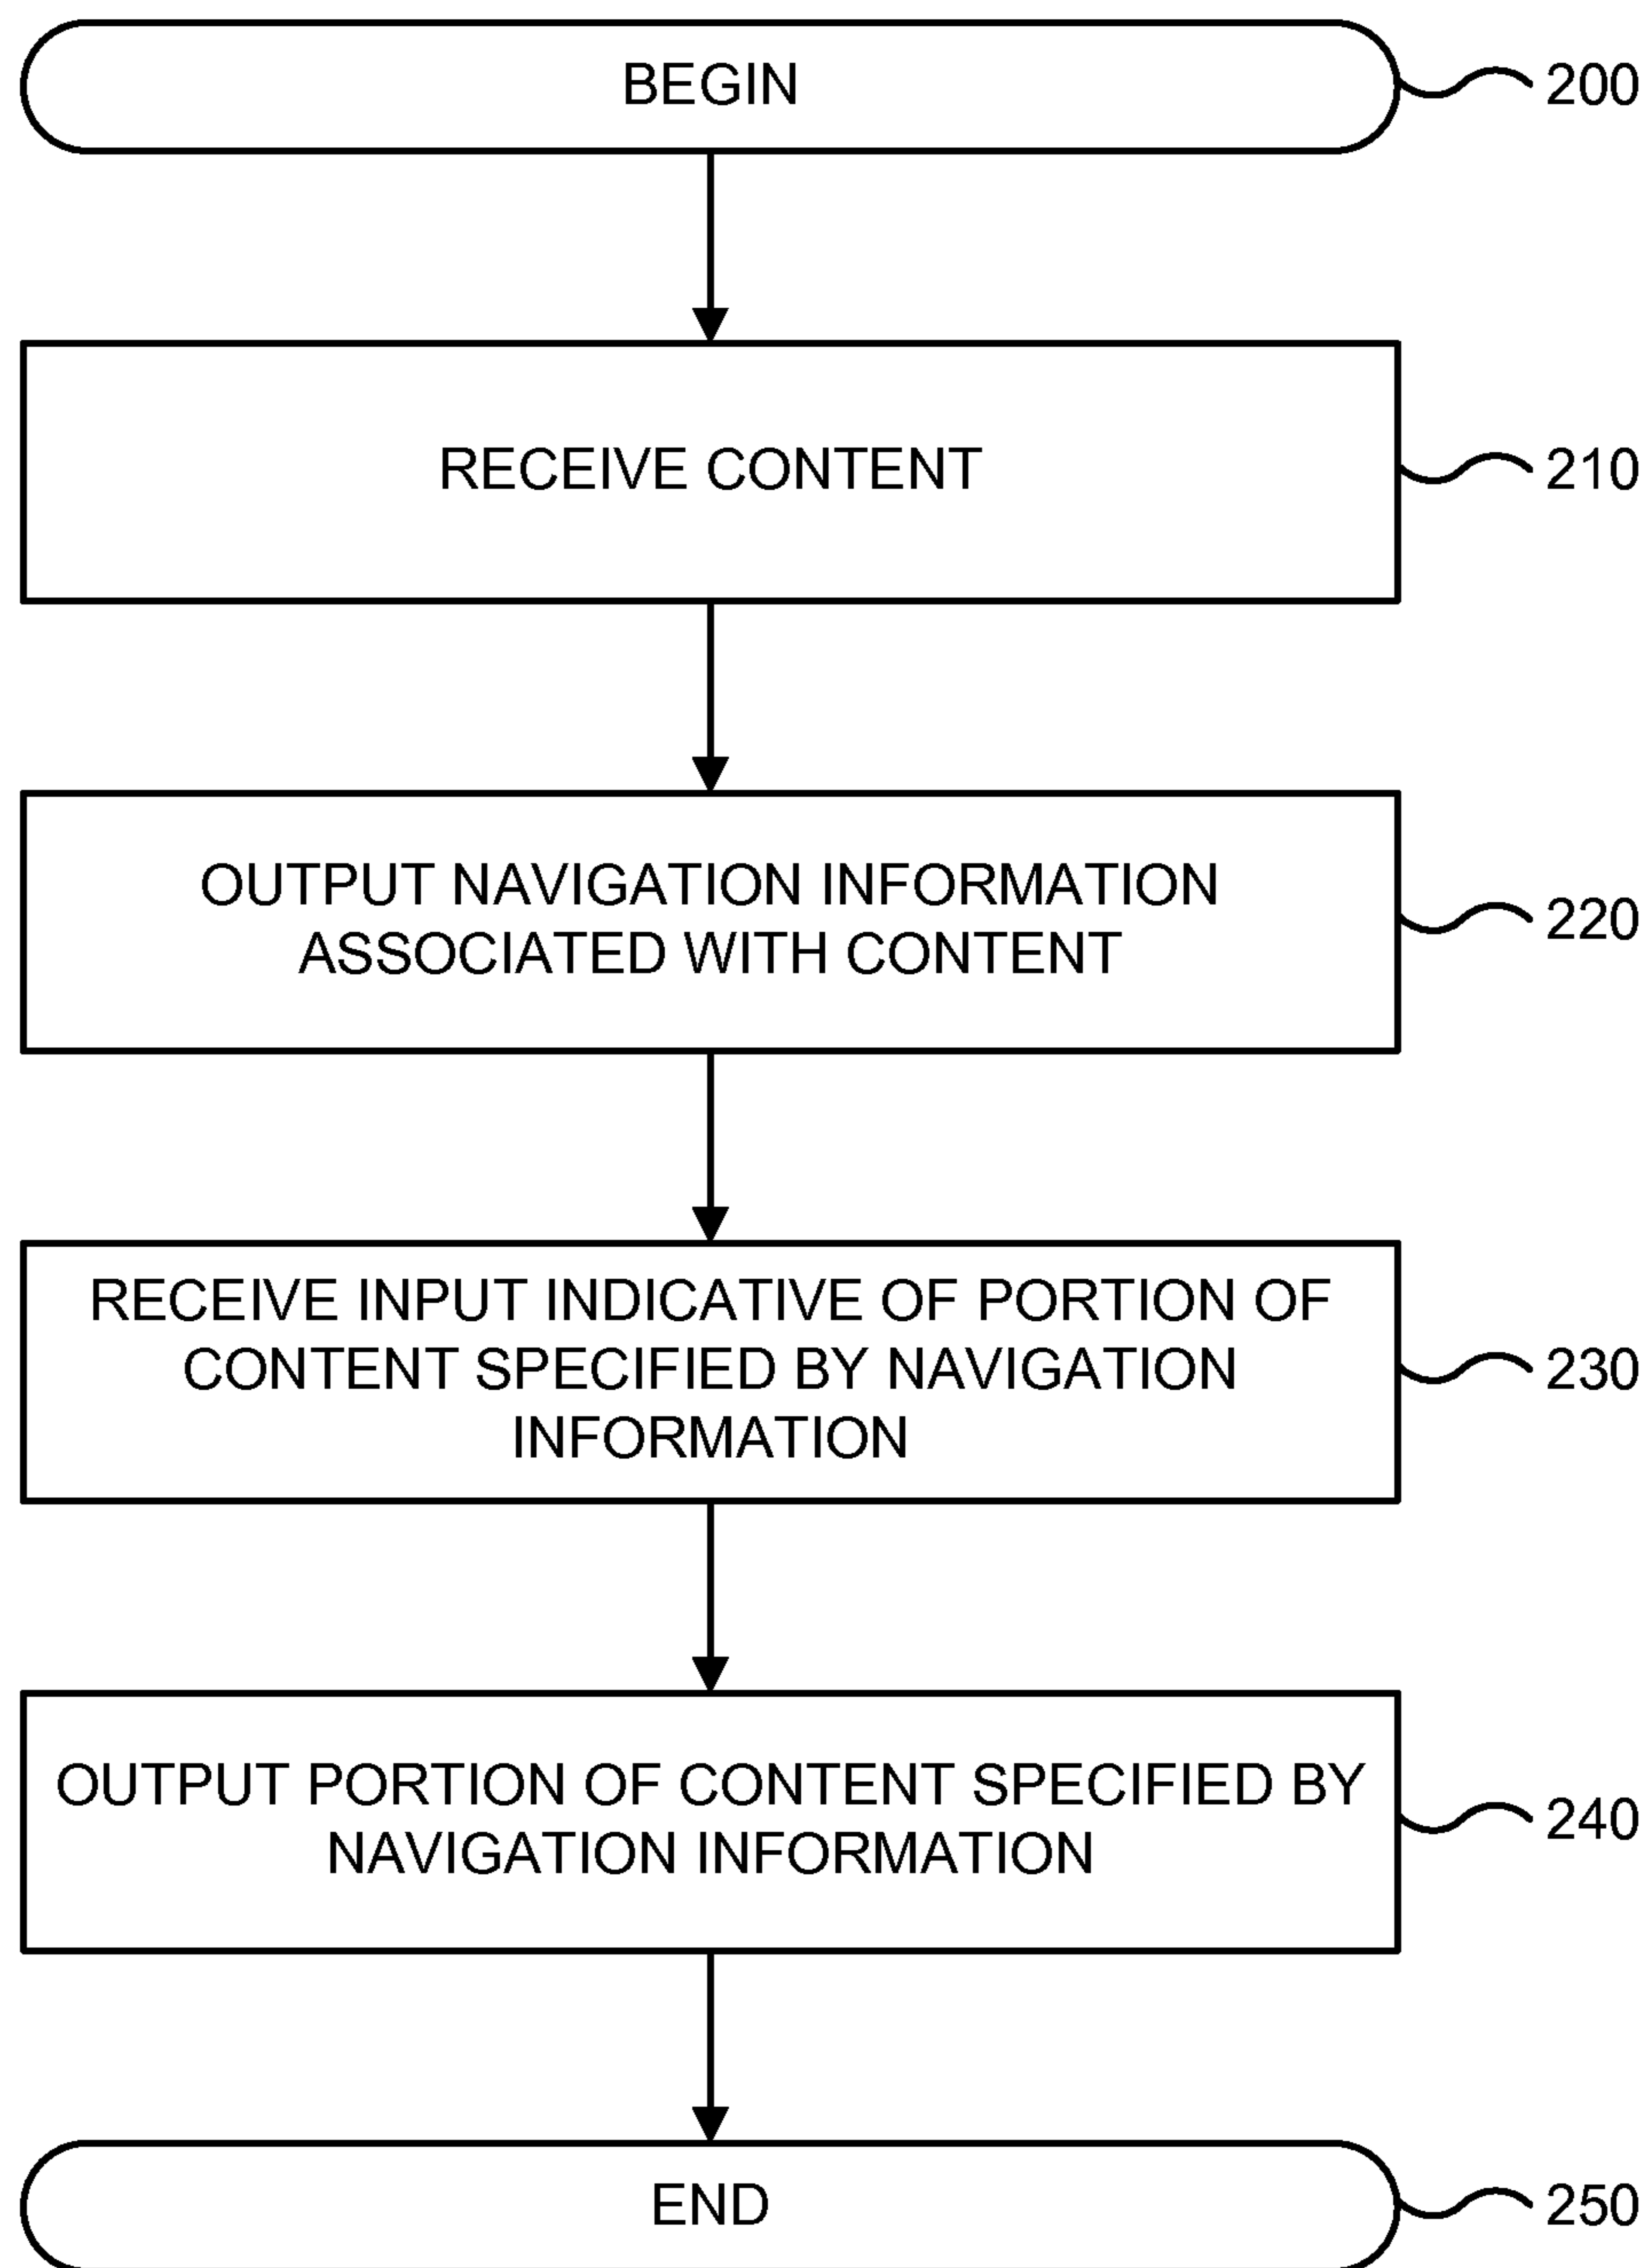 BEGIN
200
RECEIVE CONTENT
210
OUTPUT NAVIGATION INFORMATION
ASSOCIATED WITH CONTENT
220
RECEIVE INPUT INDICATIVE OF PORTION OF
CONTENT SPECIFIED BY NAVIGATION
INFORMATION
230
OUTPUT PORTION OF CONTENT SPECIFIED BY
NAVIGATION INFORMATION
240
END
250